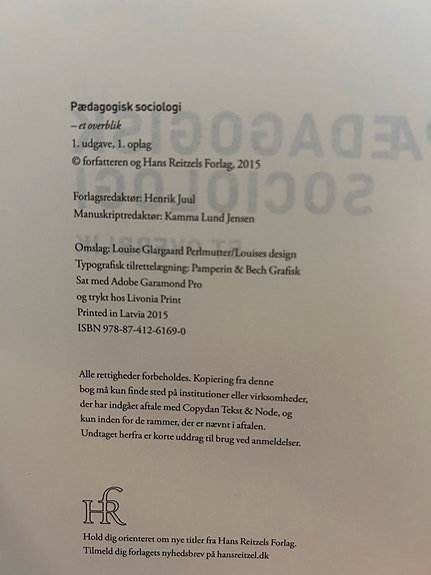 Pædagogisk sociologi
– et overblik
1. udgave, 1. oplag
© forfatteren og Hans Reitzels Forlag, 2015
Forlagsredaktør: Henrik Juul
Manuskriptredaktør: Kamma Lund Jensen
Omslag: Louise Glargaard Perlmutter/Louises design
Typografisk tilrettelægning: Pamperin & Bech Grafisk
Sat med Adobe Garamond Pro
og trykt hos Livonia Print
Printed in Latvia 2015
ISBN 978-87-412-6169-0
Alle rettigheder forbeholdes. Kopiering fra denne
bog må kun finde sted på institutioner eller virksomheder,
der har indgået aftale med Copydan Tekst & Node, og
kun inden for de rammer, der er nævnt i aftalen.
Undtaget herfra er korte uddrag til brug ved anmeldelser.
HR
Hold dig orienteret om nye titler fra Hans Reitzels Forlag.
Tilmeld dig forlagets nyhedsbrev på hansreitzel.dk